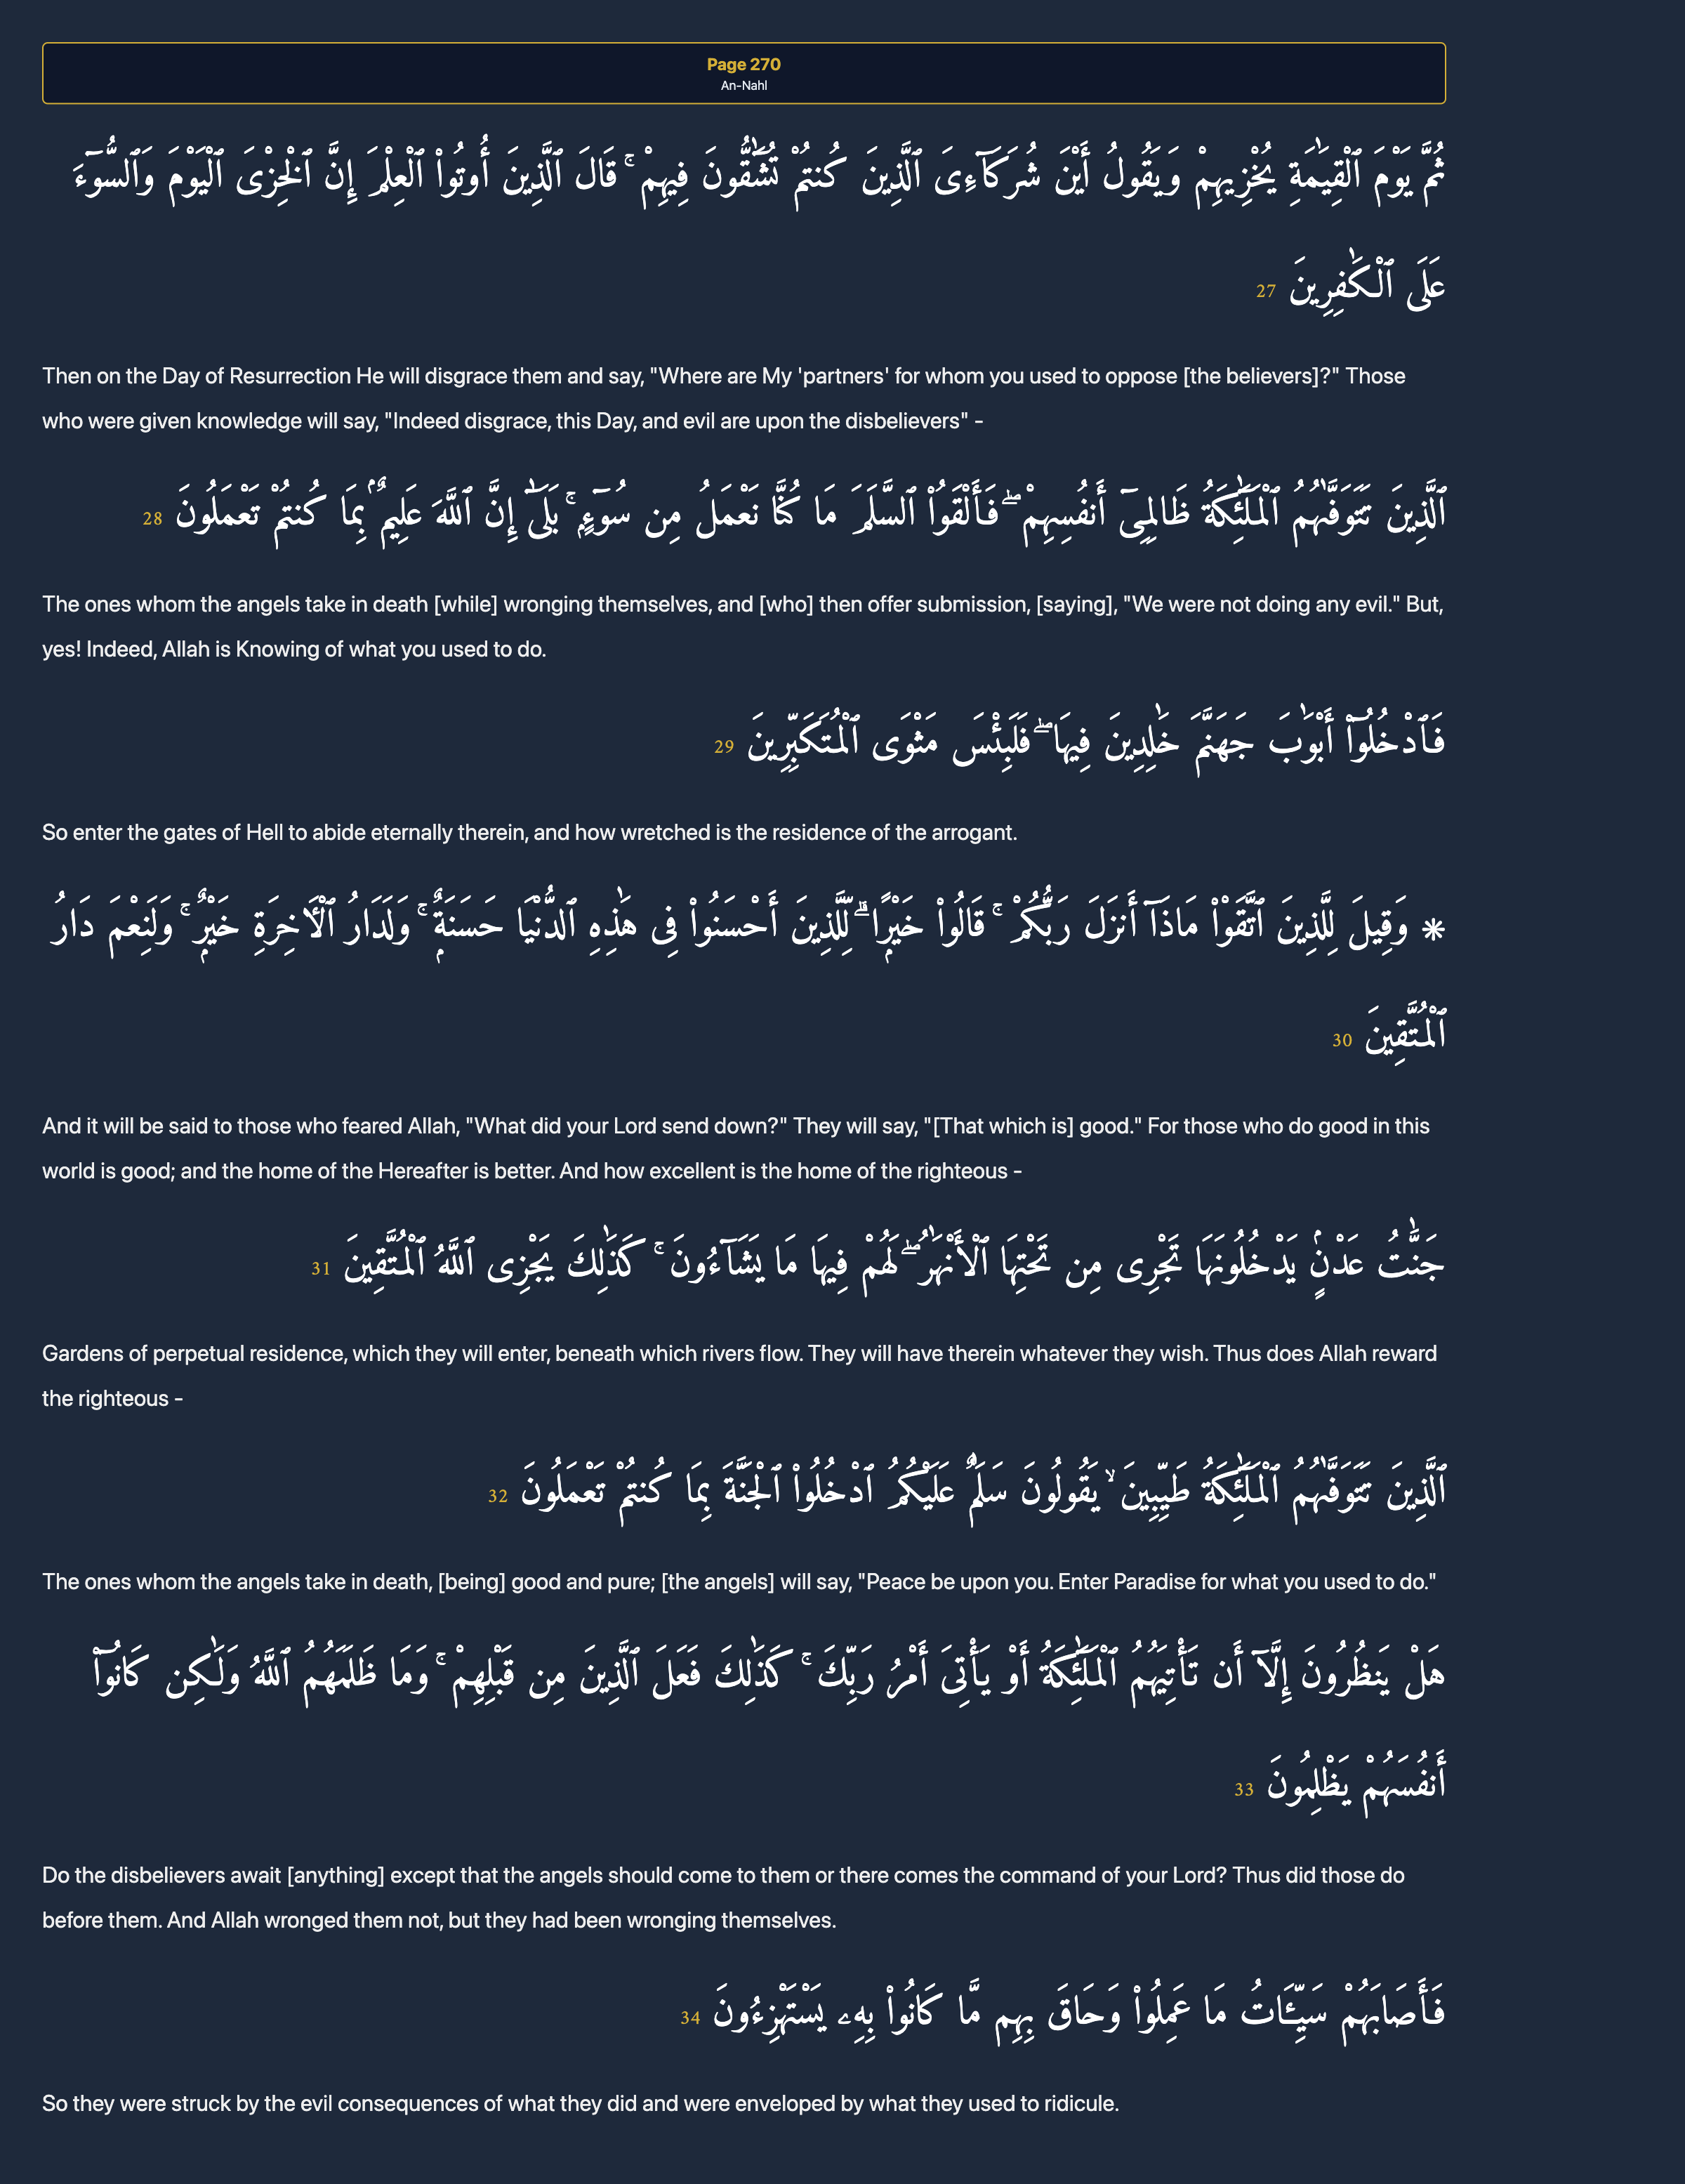 Page 270
An-Nahl
ثُمَّ يَوْمَ ٱلْقِيَـٰمَةِ يُخْزِيهِمْ وَيَقُولُ أَيْنَ شُرَكَآءِىَ ٱلَّذِينَ كُنتُمْ تُشَـٰٓقُّونَ فِيهِمْ ۚ قَالَ ٱلَّذِينَ أُوتُوا۟ ٱلْعِلْمَ إِنَّ ٱلْخِزْىَ ٱلْيَوْمَ وَٱلسُّوٓءَ
عَلَى ٱلْكَـٰفِرِينَ 27
Then on the Day of Resurrection He will disgrace them and say, "Where are My 'partners' for whom you used to oppose [the believers]?" Those
who were given knowledge will say, "Indeed disgrace, this Day, and evil are upon the disbelievers" -
ٱلَّذِينَ تَتَوَفَّىٰهُمُ ٱلْمَلَـٰٓئِكَةُ ظَالِمِىٓ أَنفُسِهِمْ ۖ فَأَلْقَوُا۟ ٱلسَّلَمَ مَا كُنَّا نَعْمَلُ مِن سُوٓءٍۭ ۚ بَلَىٰٓ إِنَّ ٱللَّهَ عَلِيمٌۢ بِمَا كُنتُمْ تَعْمَلُونَ 28
The ones whom the angels take in death [while] wronging themselves, and [who] then offer submission, [saying], "We were not doing any evil." But,
yes! Indeed, Allah is Knowing of what you used to do.
فَٱدْخُلُوٓا۟ أَبْوَٰبَ جَهَنَّمَ خَـٰلِدِينَ فِيهَا ۖ فَلَبِئْسَ مَثْوَى ٱلْمُتَكَبِّرِينَ 29
So enter the gates of Hell to abide eternally therein, and how wretched is the residence of the arrogant.
* وَقِيلَ لِلَّذِينَ ٱتَّقَوْا۟ مَاذَآ أَنزَلَ رَبُّكُمْ ۚ قَالُوا۟ خَيْرًۭا ۗ لِّلَّذِينَ أَحْسَنُوا۟ فِى هَـٰذِهِ ٱلدُّنْيَا حَسَنَةٌۭ ۚ وَلَدَارُ ٱلْـَٔاخِرَةِ خَيْرٌۭ ۚ وَلَنِعْمَ دَارُ
ٱلْمُتَّقِينَ 30
And it will be said to those who feared Allah, "What did your Lord send down?" They will say, "[That which is] good." For those who do good in this
world is good; and the home of the Hereafter is better. And how excellent is the home of the righteous -
جَنَّـٰتُ عَدْنٍۢ يَدْخُلُونَهَا تَجْرِى مِن تَحْتِهَا ٱلْأَنْهَـٰرُ ۖ لَهُمْ فِيهَا مَا يَشَآءُونَ ۚ كَذَٰلِكَ يَجْزِى ٱللَّهُ ٱلْمُتَّقِينَ 31
Gardens of perpetual residence, which they will enter, beneath which rivers flow. They will have therein whatever they wish. Thus does Allah reward
the righteous -
ٱلَّذِينَ تَتَوَفَّىٰهُمُ ٱلْمَلَـٰٓئِكَةُ طَيِّبِينَ ۙ يَقُولُونَ سَلَـٰمٌ عَلَيْكُمُ ٱدْخُلُوا۟ ٱلْجَنَّةَ بِمَا كُنتُمْ تَعْمَلُونَ 32
The ones whom the angels take in death, [being] good and pure; [the angels] will say, "Peace be upon you. Enter Paradise for what you used to do."
هَلْ يَنظُرُونَ إِلَّآ أَن تَأْتِيَهُمُ ٱلْمَلَـٰٓئِكَةُ أَوْ يَأْتِىَ أَمْرُ رَبِّكَ ۚ كَذَٰلِكَ فَعَلَ ٱلَّذِينَ مِن قَبْلِهِمْ ۚ وَمَا ظَلَمَهُمُ ٱللَّهُ وَلَـٰكِن كَانُوٓا۟
أَنفُسَهُمْ يَظْلِمُونَ 33
Do the disbelievers await [anything] except that the angels should come to them or there comes the command of your Lord? Thus did those do
before them. And Allah wronged them not, but they had been wronging themselves.
فَأَصَابَهُمْ سَيِّـَٔاتُ مَا عَمِلُوا۟ وَحَاقَ بِهِم مَّا كَانُوا۟ بِهِۦ يَسْتَهْزِءُونَ 34
So they were struck by the evil consequences of what they did and were enveloped by what they used to ridicule.